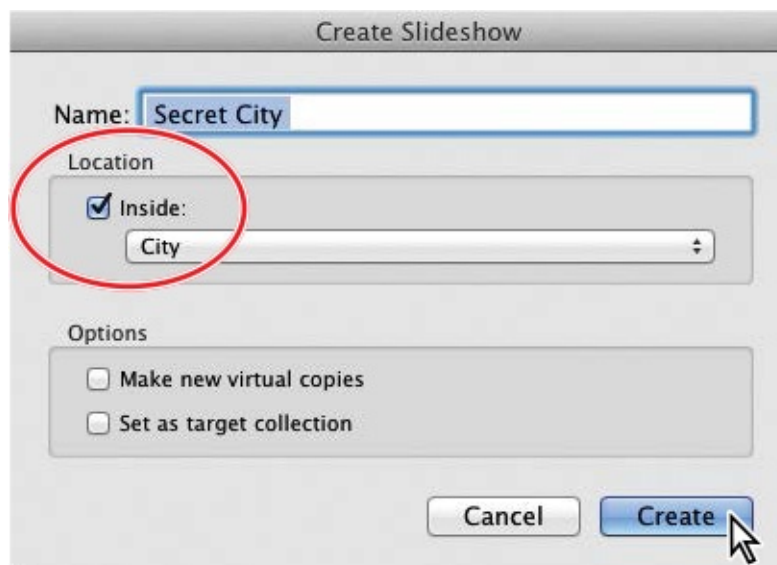 Create Slideshow
Name: Secret City
Location
Inside:
City
Options
Make new virtual copies
Set as target collection
Cancel Create